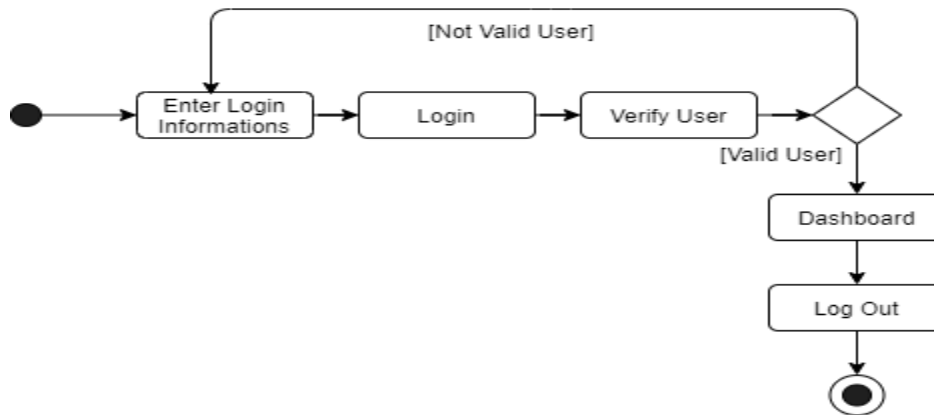 [Not Valid User]
Enter Login
Informations
Login
Verify User
[Valid User]
Dashboard
Log Out